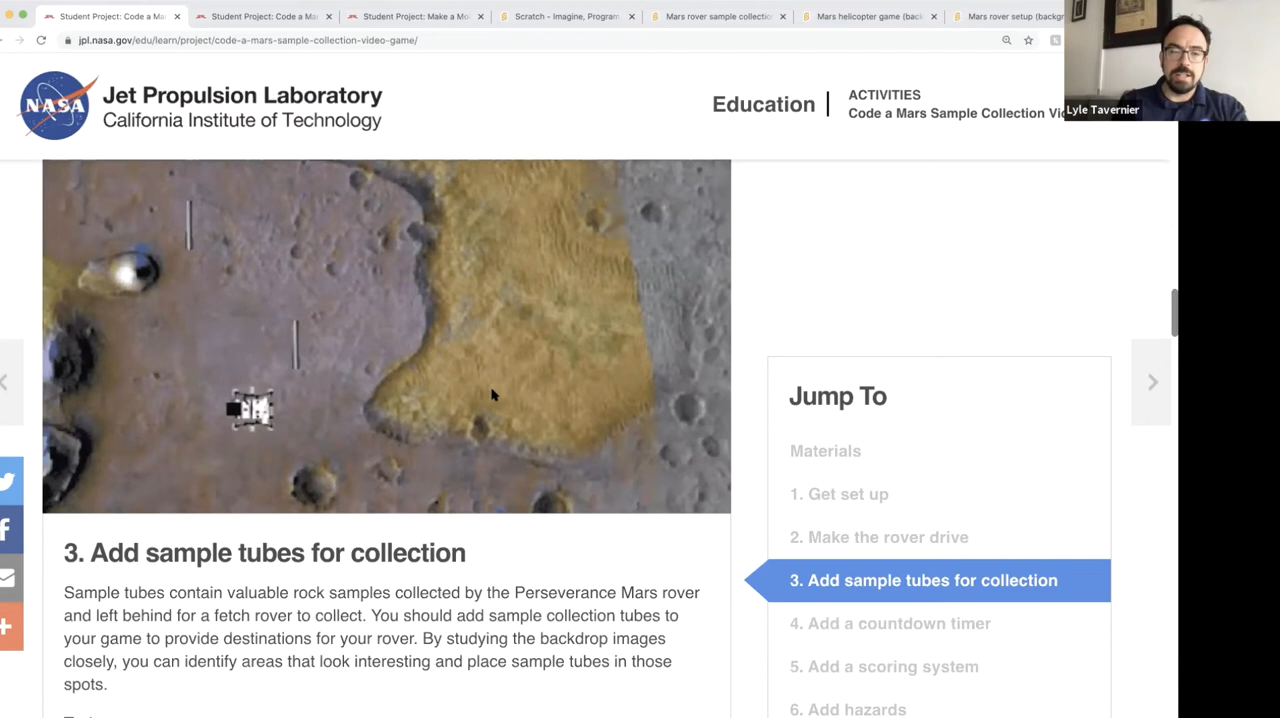 Student Project: Code a Mar
Student Project: Code a Ma
Student Project: Make a Mo
Scratch - Imagine, Program
Mars rover sample collectio
Mars helicopter game (back
Mars rover setup (backgr
jpl.nasa.gov/edu/learn/project/code-a-mars-sample-collection-video-game/
Lyle Tavernier
NASA
Jet Propulsion Laboratory
California Institute of Technology
Education
ACTIVITIES
Code a Mars Sample Collection Vi
Jump To
Materials
1. Get set up
2. Make the rover drive
3. Add sample tubes for collection
4. Add a countdown timer
5. Add a scoring system
6. Add hazards
3. Add sample tubes for collection
Sample tubes contain valuable rock samples collected by the Perseverance Mars rover
and left behind for a fetch rover to collect. You should add sample collection tubes to
your game to provide destinations for your rover. By studying the backdrop images
closely, you can identify areas that look interesting and place sample tubes in those
spots.